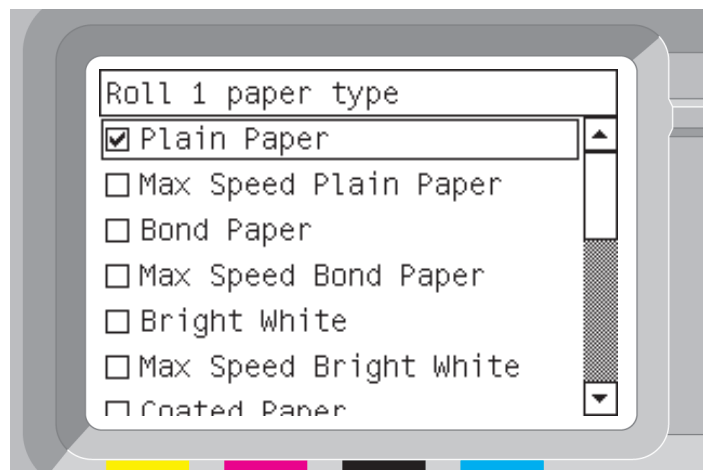 Roll 1 paper type
Plain Paper
Max Speed Plain Paper
Bond Paper
Max Speed Bond Paper
Bright White
Max Speed Bright White
Coated Paper